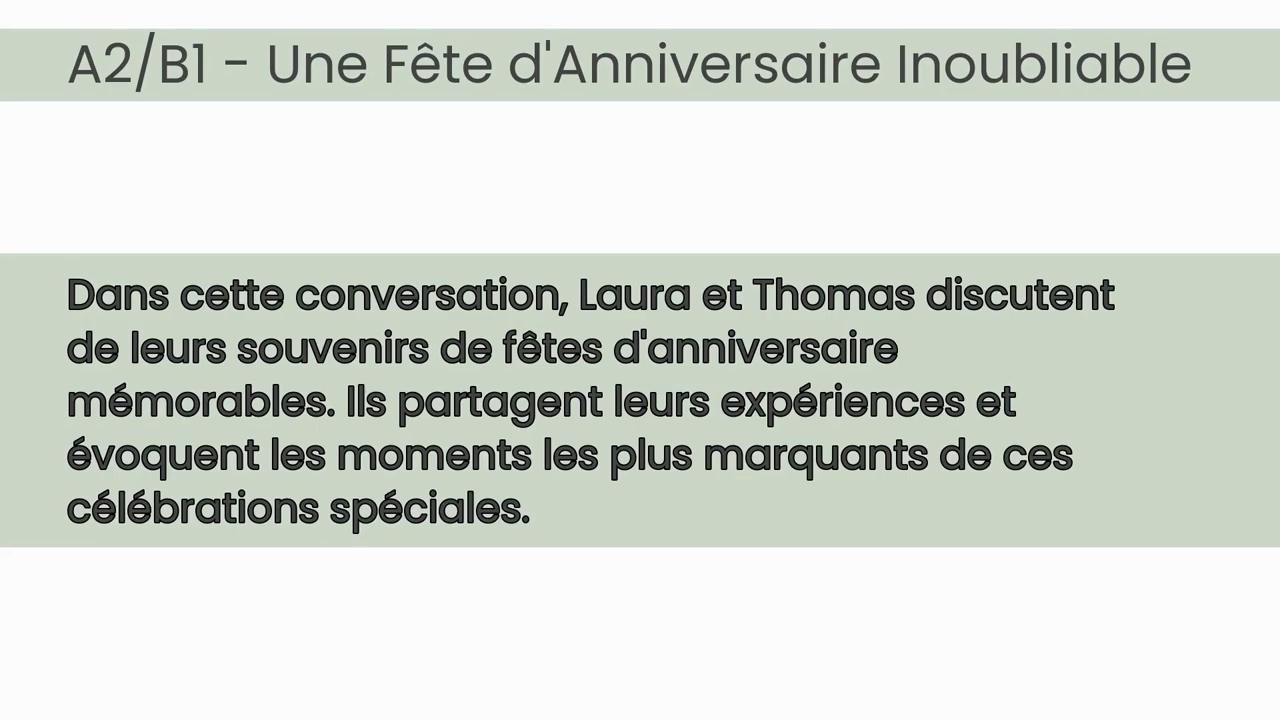 A2/B1 - Une Fête d'Anniversaire Inoubliable
Dans cette conversation, Laura et Thomas discutent
de leurs souvenirs de fêtes d'anniversaire
mémorables. Ils partagent leurs expériences et
évoquent les moments les plus marquants de ces
célébrations spéciales.